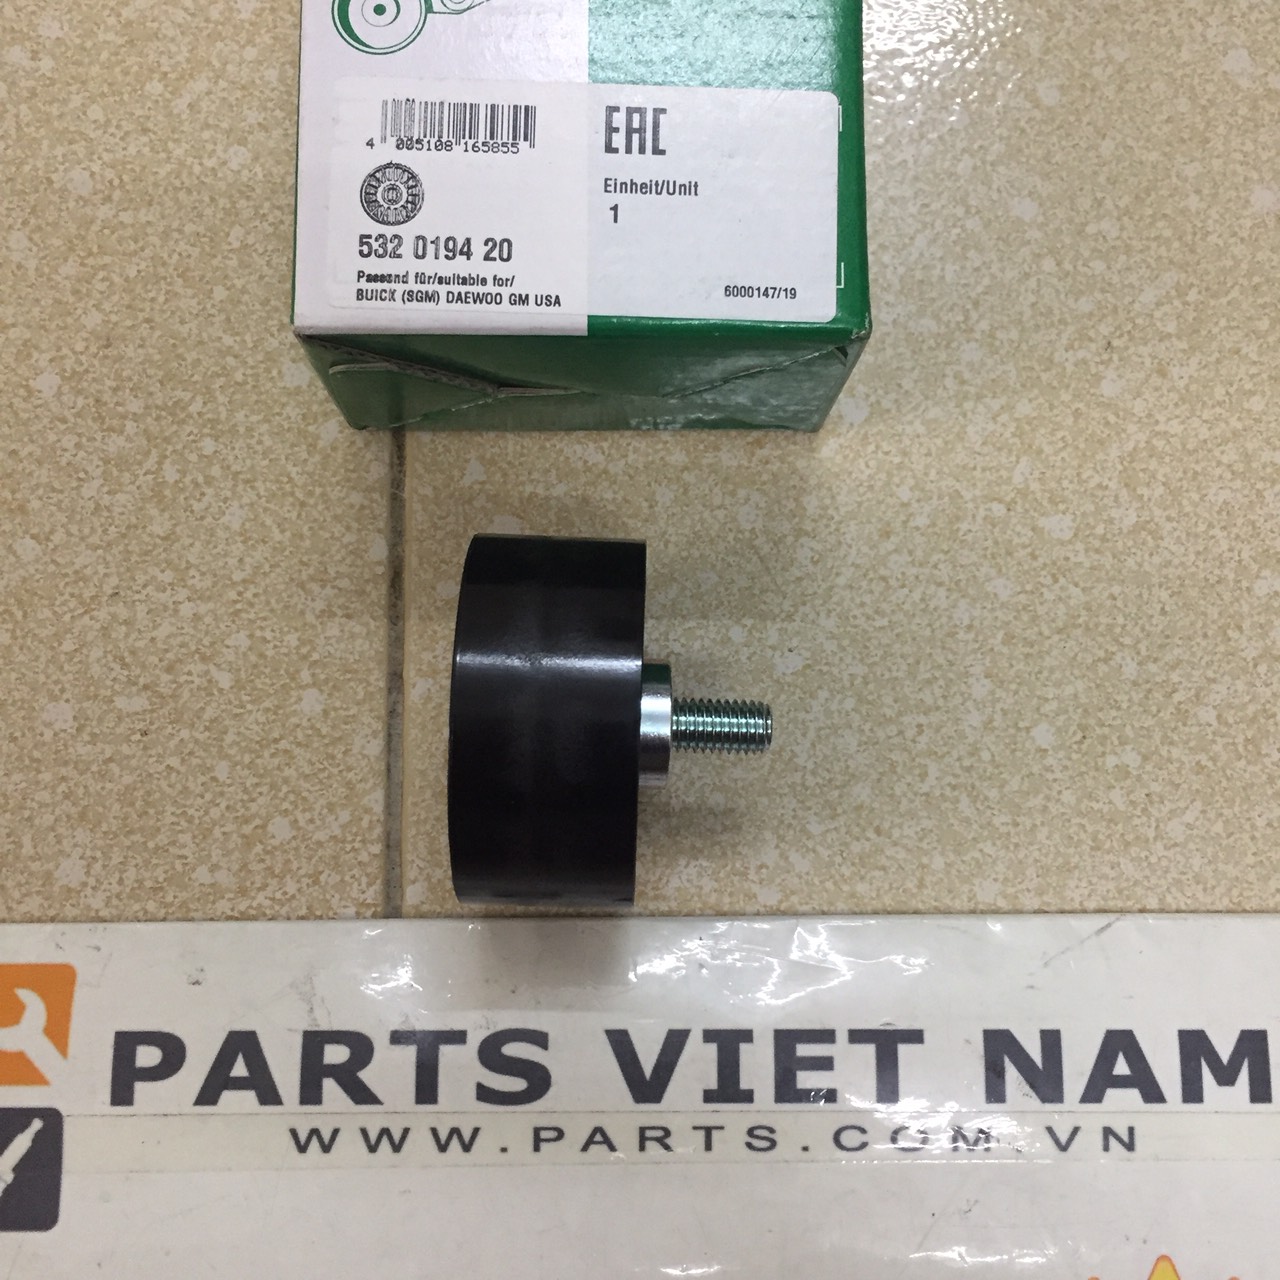 4 005108 165855
EAC
Einheit/Unit
1
532 0194 20
Passend für/suitable for/
BUICK (SGM) DAEWOO GM USA
6000147/19
PARTS VIET NAM
WWW.PARTS.COM.VN